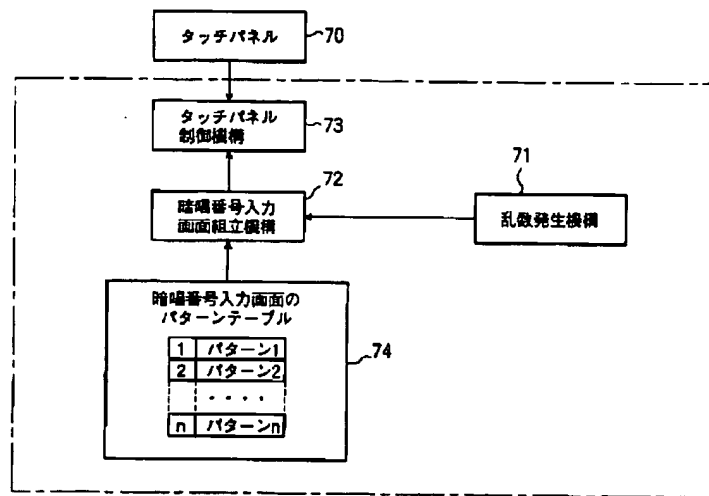 タッチパネル
70
タッチパネル
制御機構
73
72
71
暗唱番号入力
画面組立機構
乱数発生機構
暗唱番号入力画面の
パターンテーブル
74
1 パターン1
2 パターン2
・・・・
n パターンn